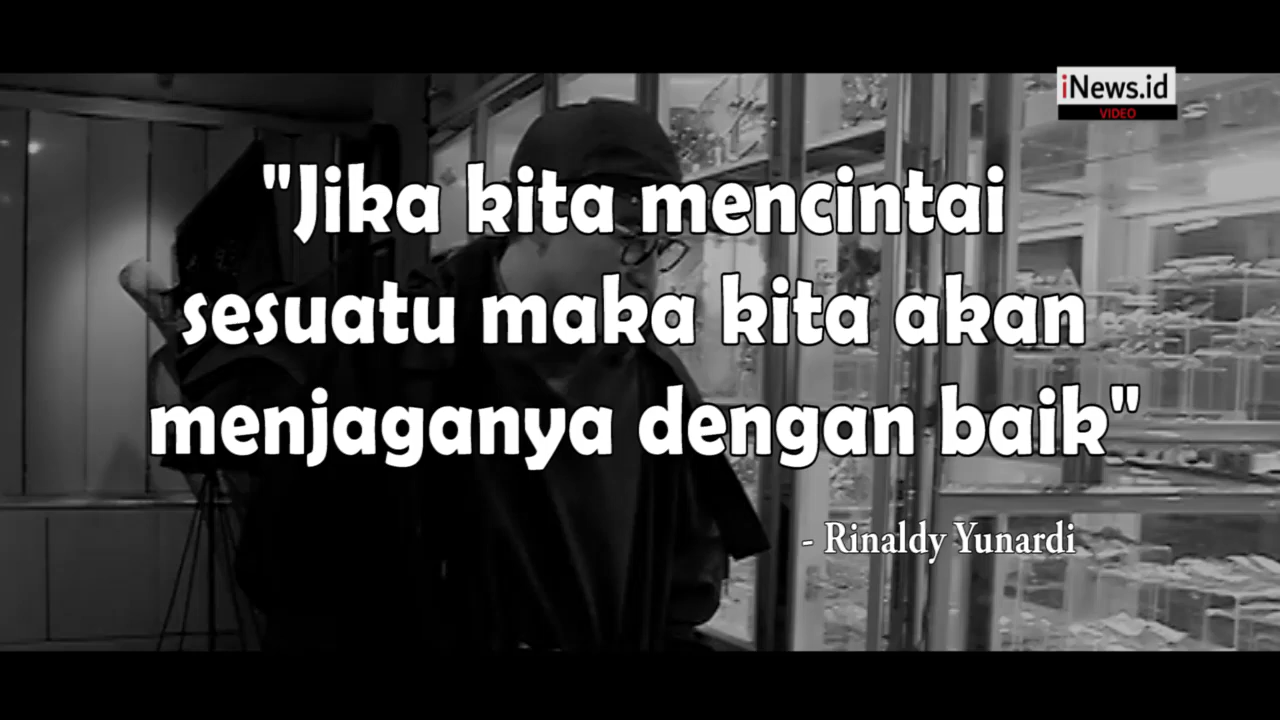 iNews.id
VIDEO
"Jika kita mencintai
sesuatu maka kita akan
menjaganya dengan baik"
- Rinaldy Yunardi